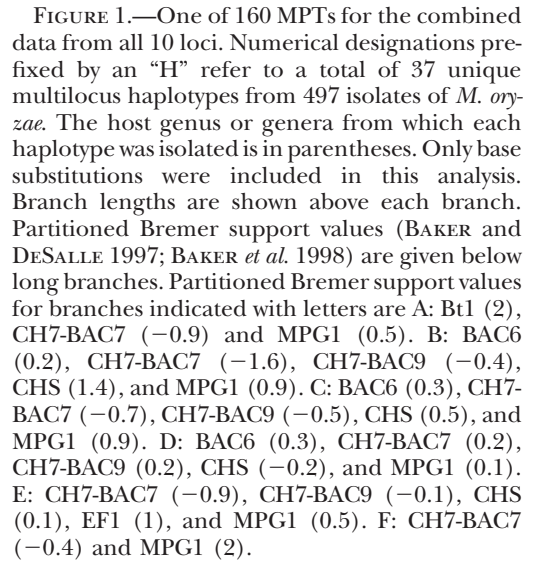 FIGURE 1.—One of 160 MPTs for the combined
data from all 10 loci. Numerical designations pre-
fixed by an “H” refer to a total of 37 unique
multilocus haplotypes from 497 isolates of M. ory-
zae. The host genus or genera from which each
haplotype was isolated is in parentheses. Only base
substitutions were included in this analysis.
Branch lengths are shown above each branch.
Partitioned Bremer support values (BAKER and
DESALLE 1997; BAKER et al. 1998) are given below
long branches. Partitioned Bremer support values
for branches indicated with letters are A: Bt1 (2),
CH7-BAC7 (−0.9) and MPG1 (0.5). B: BAC6
(0.2), CH7-BAC7 (−1.6), CH7-BAC9 (−0.4),
CHS (1.4), and MPG1 (0.9). C: BAC6 (0.3), CH7-
BAC7 (−0.7), CH7-BAC9 (−0.5), CHS (0.5), and
MPG1 (0.9). D: BAC6 (0.3), CH7-BAC7 (0.2),
CH7-BAC9 (0.2), CHS (−0.2), and MPG1 (0.1).
E: CH7-BAC7 (−0.9), CH7-BAC9 (−0.1), CHS
(0.1), EF1 (1), and MPG1 (0.5). F: CH7-BAC7
(−0.4) and MPG1 (2).